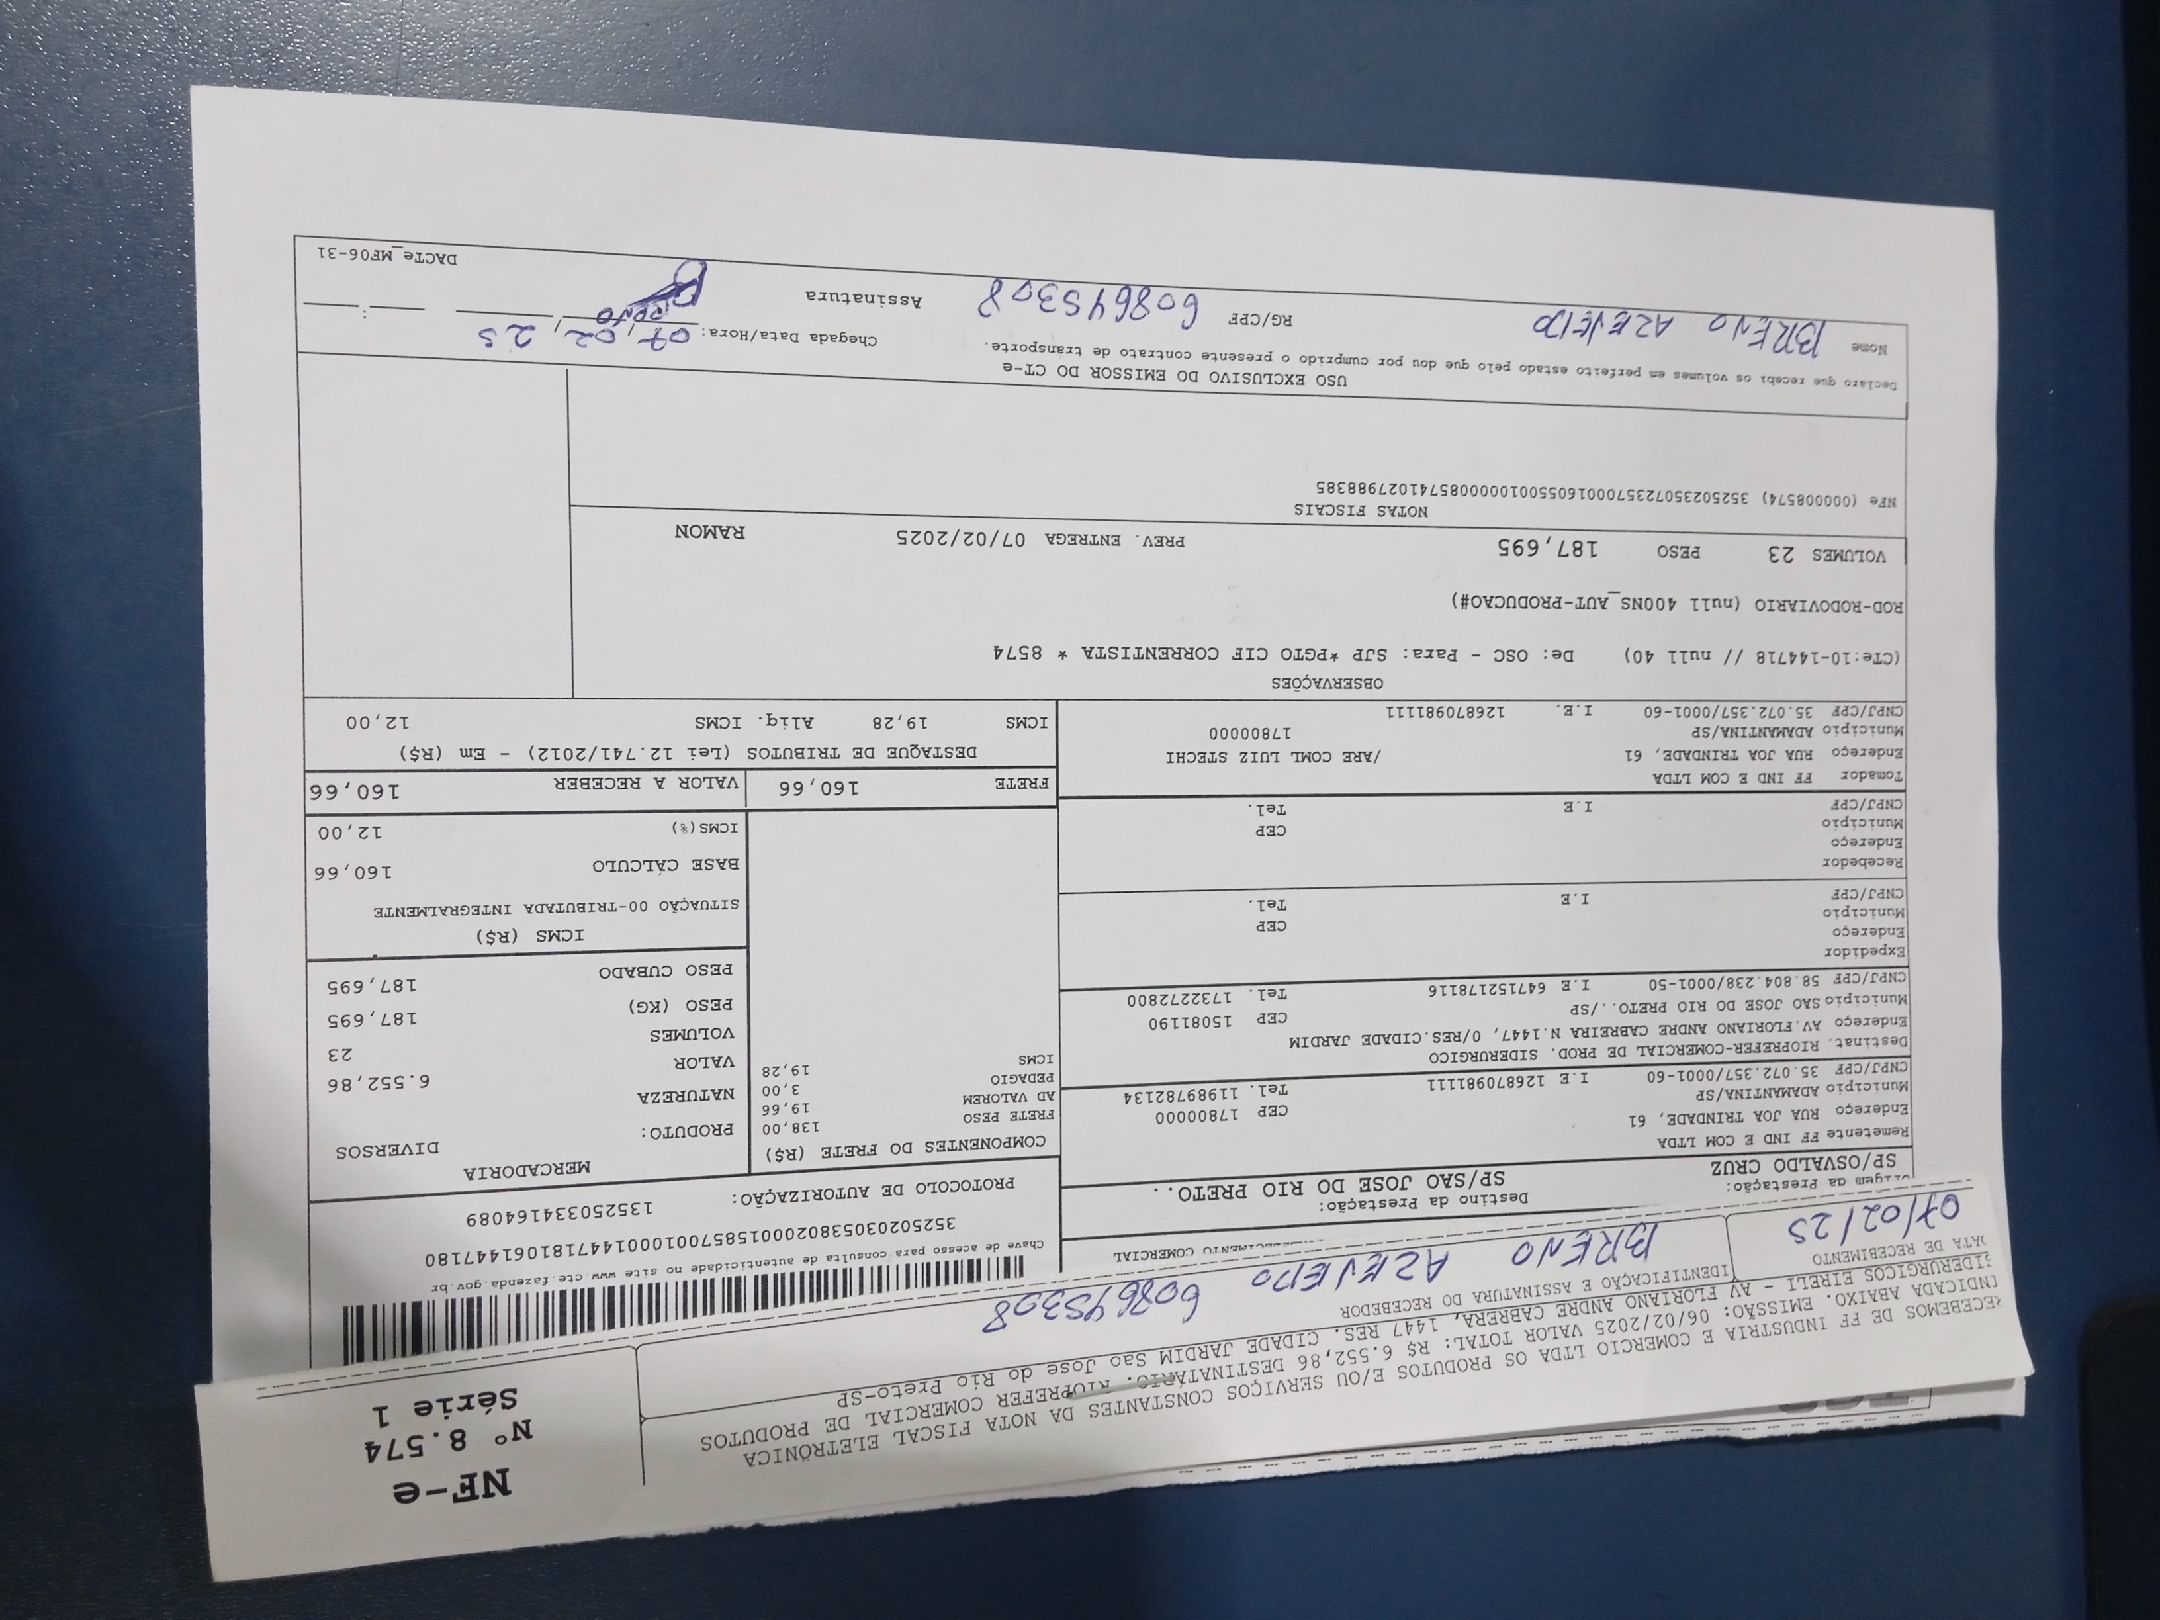 RECEBEMOS DE FF INDUSTRIA E COMERCIO LTDA OS PRODUTOS E/OU SERVIÇOS CONSTANTES DA NOTA FISCAL ELETRÔNICA
INDICADA ABAIXO. EMISSÃO: 06/02/2025 VALOR TOTAL: R$ 6.552,86 DESTINATÁRIO: RIOPREFER COMERCIAL DE PRODUTOS
SIDERURGICOS EIRELI - AV FLORIANO ANDRE CABRERA, 1447 RES. CIDADE JARDIM Sao Jose do Rio Preto-SP
NF-e
Nº 8.574
Série 1
DATA DE RECEBIMENTO
07/02/25
IDENTIFICAÇÃO E ASSINATURA DO RECEBEDOR
BRENO AZEVEDO 608645308
COMERCIAL
Chave de acesso para consulta de autenticidade no site www.cte.fazenda.gov.br
35250203053802000158570010001447181061447180
PROTOCOLO DE AUTORIZAÇÃO: 135250334164089
Origem da Prestação:
SP/OSVALDO CRUZ
Destino da Prestação:
SP/SAO JOSE DO RIO PRETO..
Remetente FF IND E COM LTDA
Endereço RUA JOA TRINDADE, 61 CEP 17800000
Município ADAMANTINA/SP Tel. 11989782134
CNPJ/CPF 35.072.357/0001-60 I.E 126870981111
Destinat. RIOPREFER-COMERCIAL DE PROD. SIDERURGICO
Endereço AV.FLORIANO ANDRE CABREIRA N.1447, 0/RES.CIDADE JARDIM
Município SAO JOSE DO RIO PRETO../SP CEP 15081190
CNPJ/CPF 58.804.238/0001-50 I.E 647152178116 Tel. 1732272800
Expedidor
Endereço
Município CEP
CNPJ/CPF I.E Tel.
Recebedor
Endereço
Município CEP
CNPJ/CPF I.E Tel.
Tomador FF IND E COM LTDA
Endereço RUA JOA TRINDADE, 61 /ARE COML LUIZ STECHI
Município ADAMANTINA/SP 17800000
CNPJ/CPF 35.072.357/0001-60 I.E. 126870981111
COMPONENTES DO FRETE (R$)
FRETE PESO 138,00
AD VALOREM 19,66
PEDAGIO 3,00
ICMS 19,28
MERCADORIA
PRODUTO: DIVERSOS
NATUREZA
VALOR 6.552,86
VOLUMES 23
PESO (KG) 187,695
PESO CUBADO 187,695
ICMS (R$)
SITUAÇÃO 00-TRIBUTADA INTEGRALMENTE
BASE CÁLCULO 160,66
ICMS(%) 12,00
FRETE 160,66 VALOR A RECEBER 160,66
DESTAQUE DE TRIBUTOS (Lei 12.741/2012) - Em (R$)
ICMS 19,28 Aliq. ICMS 12,00
OBSERVAÇÕES
(CTe:10-144718 // null 40) De: OSC - Para: SJP *PGTO CIF CORRENTISTA * 8574
ROD-RODOVIARIO (null 400NS_AUT-PRODUCAO#)
VOLUMES 23 PESO 187,695 PREV. ENTREGA 07/02/2025 RAMON
NOTAS FISCAIS
NFe (000008574) 35250235072357000160550010000085741027988385
USO EXCLUSIVO DO EMISSOR DO CT-e
Declaro que recebi os volumes em perfeito estado pelo que dou por cumprido o presente contrato de transporte.
Chegada Data/Hora: 07/02/25 __:__
Nome BRENO AZEVEDO RG/CPF 608645308 Assinatura Breno
DACTe_MF06-31